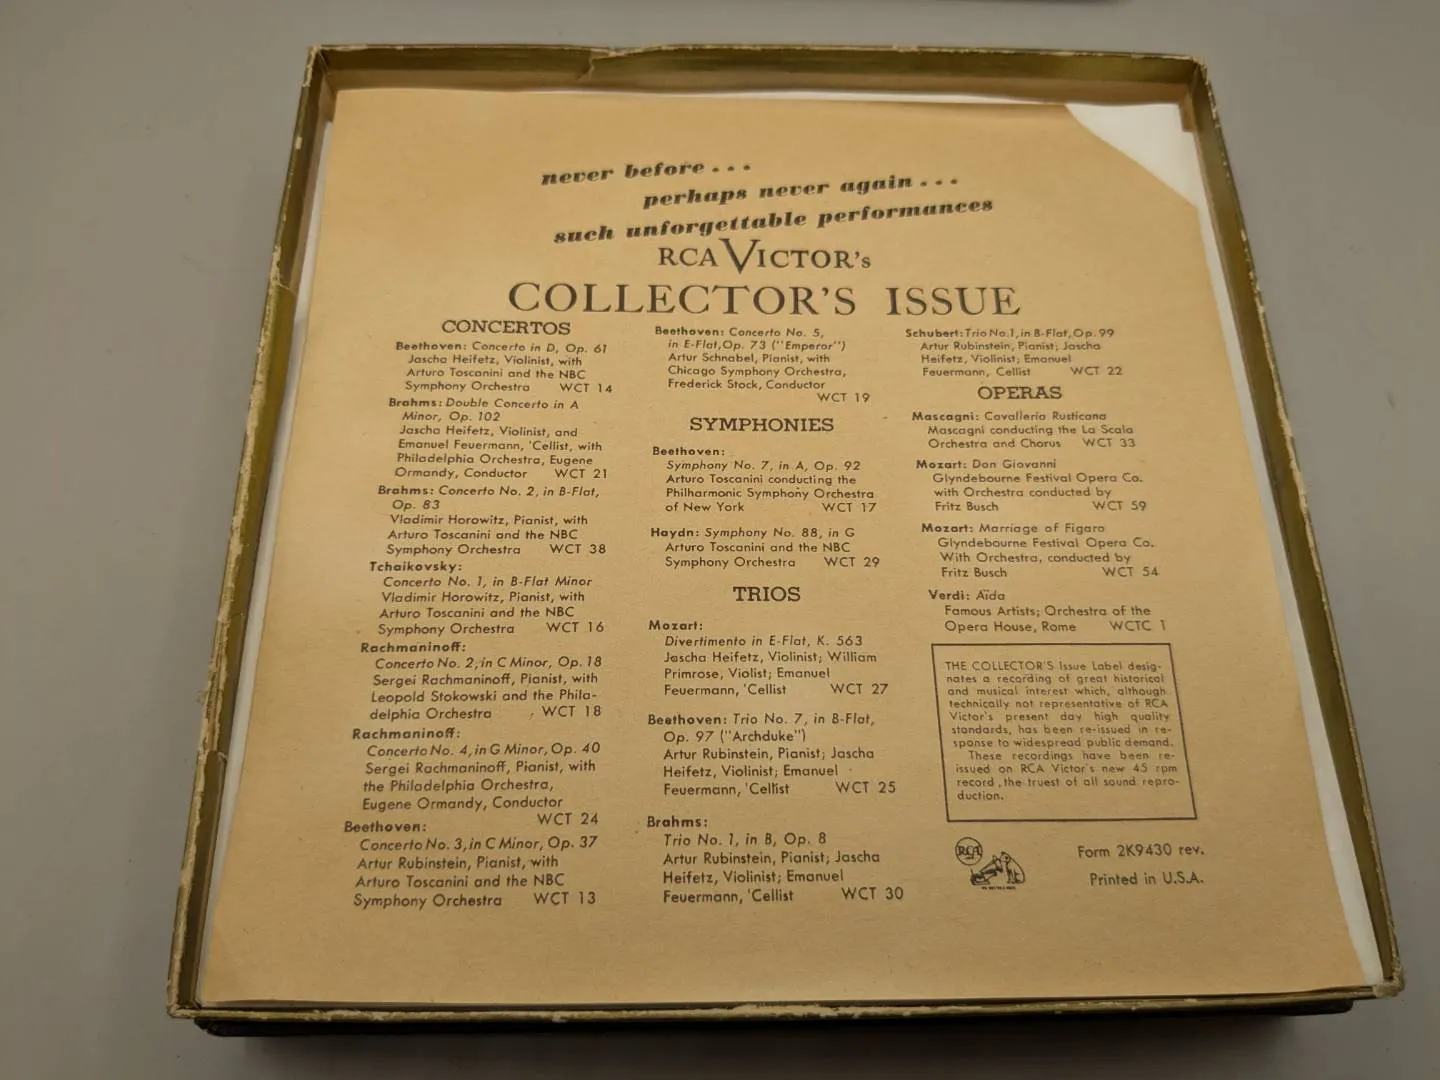 never before . . .
perhaps never again . . .
such unforgettable performances
RCA VICTOR'S
COLLECTOR'S ISSUE
CONCERTOS
Beethoven: Concerto in D, Op. 61
Jascha Heifetz, Violinist, with
Arturo Toscanini and the NBC
Symphony Orchestra WCT 14
Brahms: Double Concerto in A
Minor, Op. 102
Jascha Heifetz, Violinist, and
Emanuel Feuermann, 'Cellist, with
Philadelphia Orchestra, Eugene
Ormandy, Conductor WCT 21
Brahms: Concerto No. 2, in B-Flat,
Op. 83
Vladimir Horowitz, Pianist, with
Arturo Toscanini and the NBC
Symphony Orchestra WCT 38
Tchaikovsky:
Concerto No. 1, in B-Flat Minor
Vladimir Horowitz, Pianist, with
Arturo Toscanini and the NBC
Symphony Orchestra WCT 16
Rachmaninoff:
Concerto No. 2, in C Minor, Op. 18
Sergei Rachmaninoff, Pianist, with
Leopold Stokowski and the Phila-
delphia Orchestra WCT 18
Rachmaninoff:
Concerto No. 4, in G Minor, Op. 40
Sergei Rachmaninoff, Pianist, with
the Philadelphia Orchestra,
Eugene Ormandy, Conductor
WCT 24
Beethoven:
Concerto No. 3, in C Minor, Op. 37
Artur Rubinstein, Pianist, with
Arturo Toscanini and the NBC
Symphony Orchestra WCT 13
Beethoven: Concerto No. 5,
in E-Flat, Op. 73 ("Emperor")
Artur Schnabel, Pianist, with
Chicago Symphony Orchestra,
Frederick Stock, Conductor
WCT 19
SYMPHONIES
Beethoven:
Symphony No. 7, in A, Op. 92
Arturo Toscanini conducting the
Philharmonic Symphony Orchestra
of New York WCT 17
Haydn: Symphony No. 88, in G
Arturo Toscanini and the NBC
Symphony Orchestra WCT 29
TRIOS
Mozart:
Divertimento in E-Flat, K. 563
Jascha Heifetz, Violinist; William
Primrose, Violist; Emanuel
Feuermann, 'Cellist WCT 27
Beethoven: Trio No. 7, in B-Flat,
Op. 97 ("Archduke")
Artur Rubinstein, Pianist; Jascha
Heifetz, Violinist; Emanuel
Feuermann, 'Cellist WCT 25
Brahms:
Trio No. 1, in B, Op. 8
Artur Rubinstein, Pianist; Jascha
Heifetz, Violinist; Emanuel
Feuermann, 'Cellist WCT 30
Schubert: Trio No. 1, in B-Flat, Op. 99
Artur Rubinstein, Pianist; Jascha
Heifetz, Violinist; Emanuel
Feuermann, Cellist WCT 22
OPERAS
Mascagni: Cavalleria Rusticana
Mascagni conducting the La Scala
Orchestra and Chorus WCT 33
Mozart: Don Giovanni
Glyndebourne Festival Opera Co.
with Orchestra conducted by
Fritz Busch WCT 59
Mozart: Marriage of Figaro
Glyndebourne Festival Opera Co.
With Orchestra, conducted by
Fritz Busch WCT 54
Verdi: Aïda
Famous Artists; Orchestra of the
Opera House, Rome WCTC 1
THE COLLECTOR'S Issue Label desig-
nates a recording of great historical
and musical interest which, although
technically not representative of RCA
Victor's present day high quality
standards, has been re-issued in re-
sponse to widespread public demand.
These recordings have been re-
issued on RCA Victor's new 45 rpm
record, the truest of all sound repro-
duction.
RCA
Form 2K9430 rev.
Printed in U.S.A.